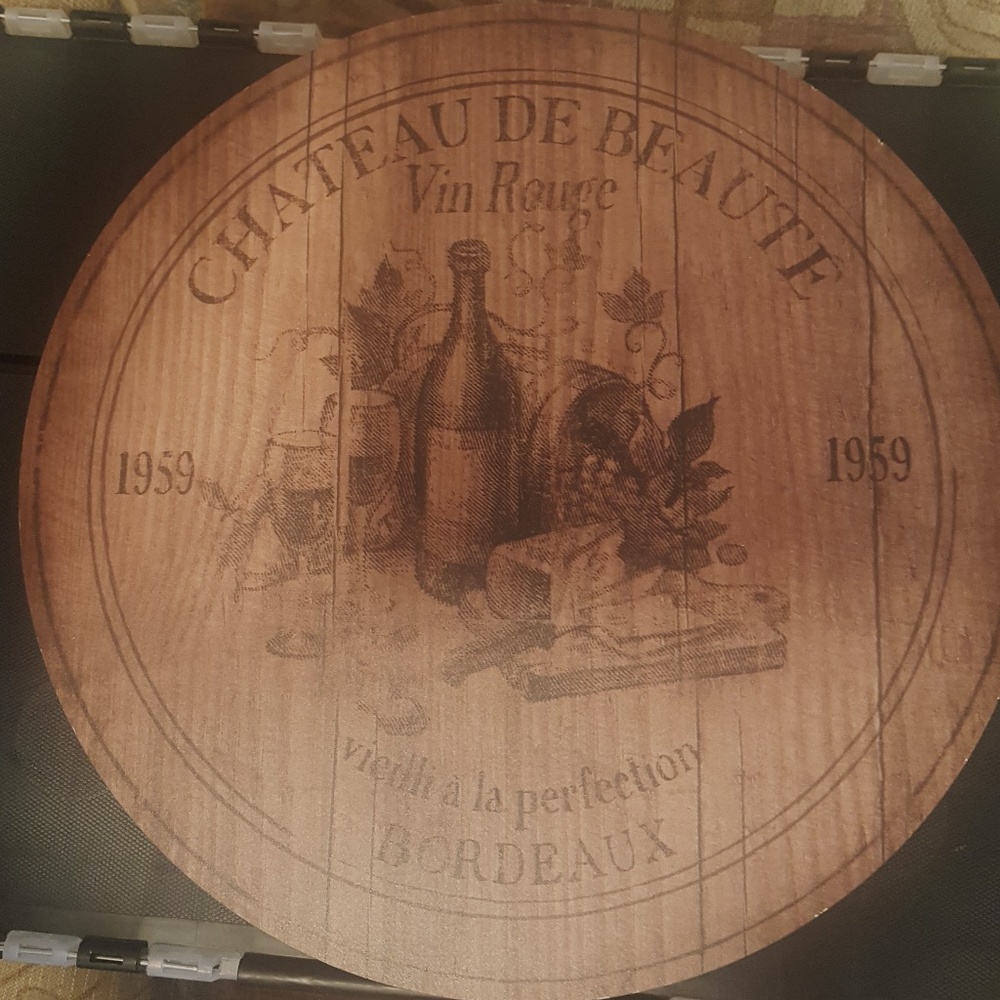 CHATEAU DE BEAUTE
Vin Rouge
1959
1959
vieilli à la perfection
BORDEAUX